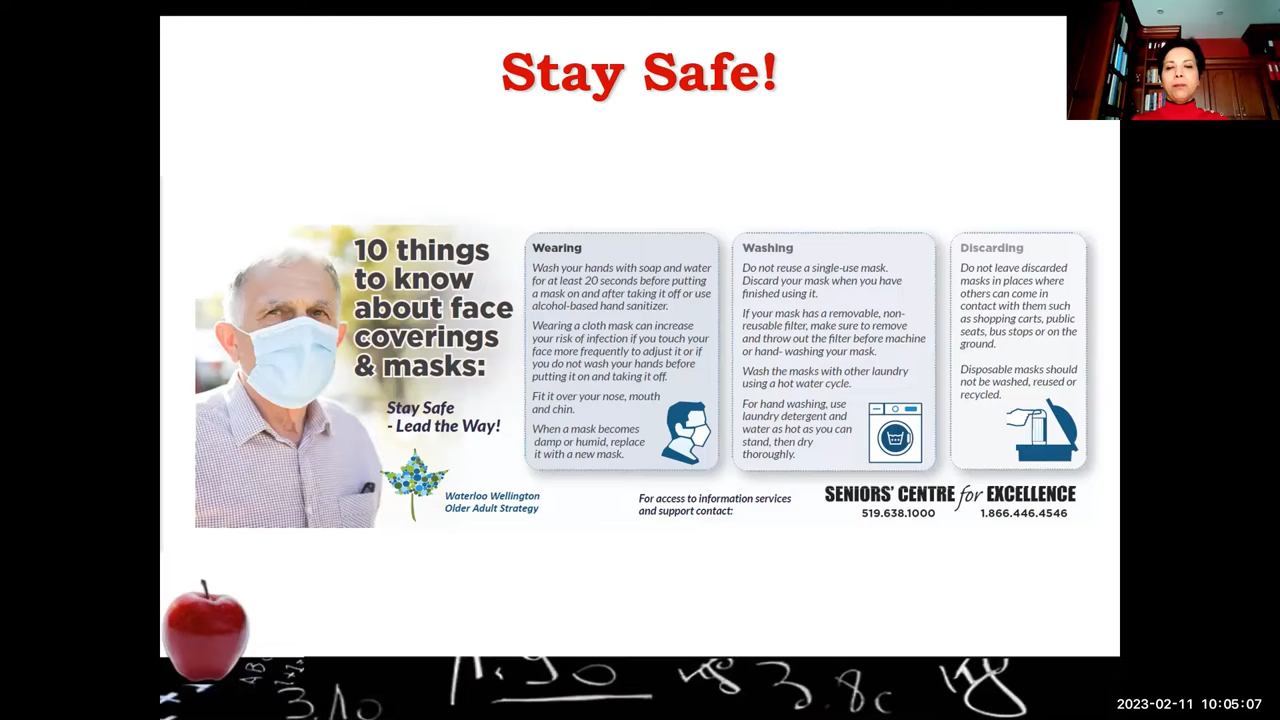 Stay Safe!
10 things
to know
about face
coverings
& masks:
Stay Safe
- Lead the Way!
Waterloo Wellington
Older Adult Strategy
Wearing
Wash your hands with soap and water
for at least 20 seconds before putting
a mask on and after taking it off or use
alcohol-based hand sanitizer.
Wearing a cloth mask can increase
your risk of infection if you touch your
face more frequently to adjust it or if
you do not wash your hands before
putting it on and taking it off.
Fit it over your nose, mouth
and chin.
When a mask becomes
damp or humid, replace
it with a new mask.
Washing
Do not reuse a single-use mask.
Discard your mask when you have
finished using it.
If your mask has a removable, non-
reusable filter, make sure to remove
and throw out the filter before machine
or hand- washing your mask.
Wash the masks with other laundry
using a hot water cycle.
For hand washing, use
laundry detergent and
water as hot as you can
stand, then dry
thoroughly.
Discarding
Do not leave discarded
masks in places where
others can come in
contact with them such
as shopping carts, public
seats, bus stops or on the
ground.
Disposable masks should
not be washed, reused or
recycled.
For access to information services
and support contact:
SENIORS' CENTRE for EXCELLENCE
519.638.1000 1.866.446.4546
2023-02-11 10:05:07